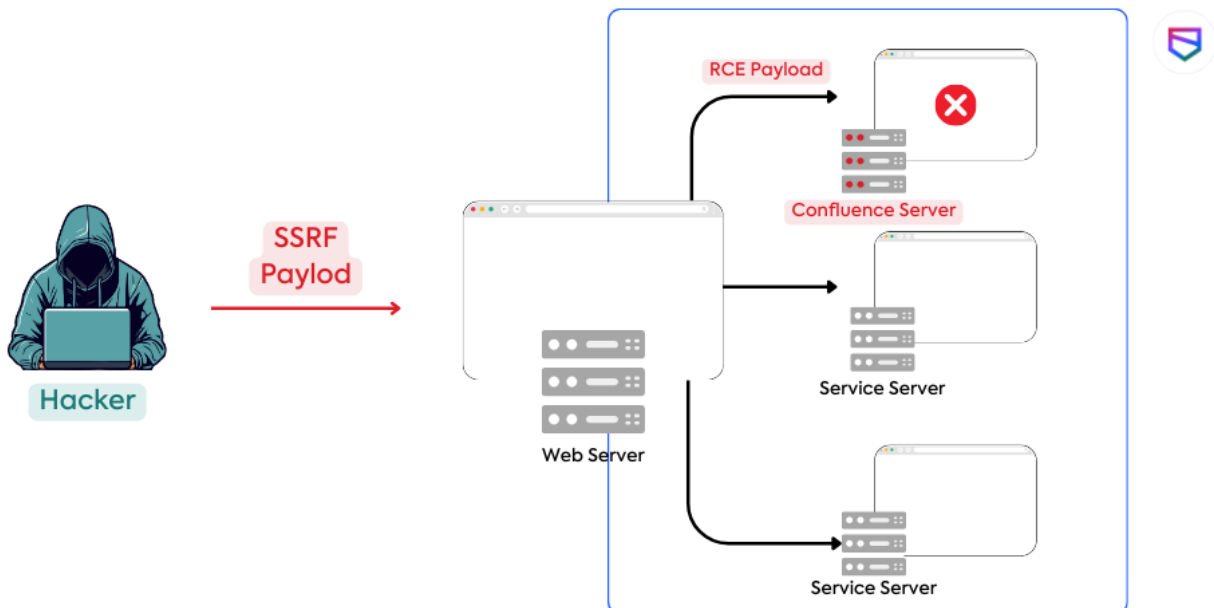 RCE Payload
Confluence Server
SSRF
Paylod
Hacker
Web Server
Service Server
Service Server